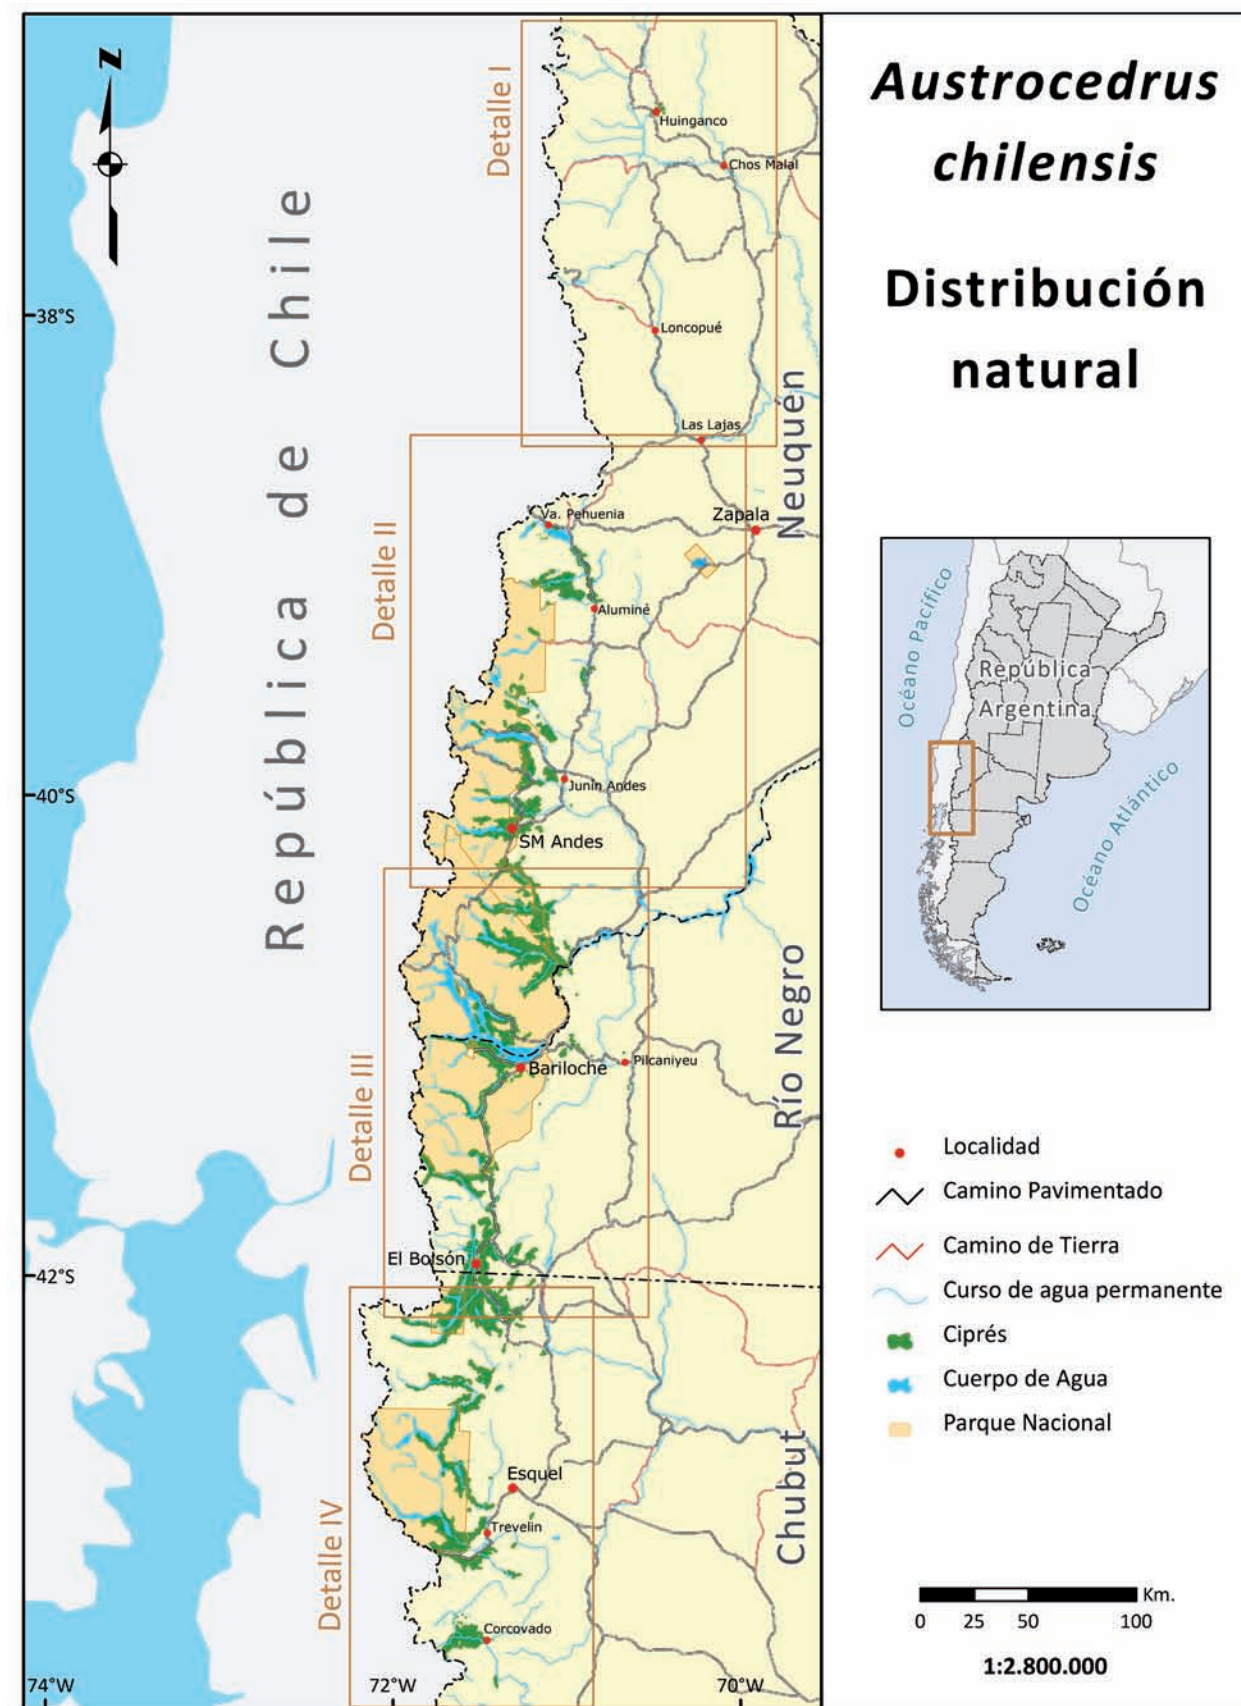 Austrocedrus
chilensis
Distribución
natural
N
República de Chile
38°S
40°S
42°S
74°W
72°W
70°W
Detalle I
Detalle II
Detalle III
Detalle IV
Huinganco
Chos Malal
Loncopué
Las Lajas
Va. Pehuenia
Zapala
Aluminé
Junín Andes
SM Andes
Bariloche
Pilcaniyeu
El Bolsón
Esquel
Trevelin
Corcovado
Neuquén
Río Negro
Chubut
Océano Pacífico
República
Argentina
Océano Atlántico
Localidad
Camino Pavimentado
Camino de Tierra
Curso de agua permanente
Ciprés
Cuerpo de Agua
Parque Nacional
Km.
0 25 50 100
1:2.800.000